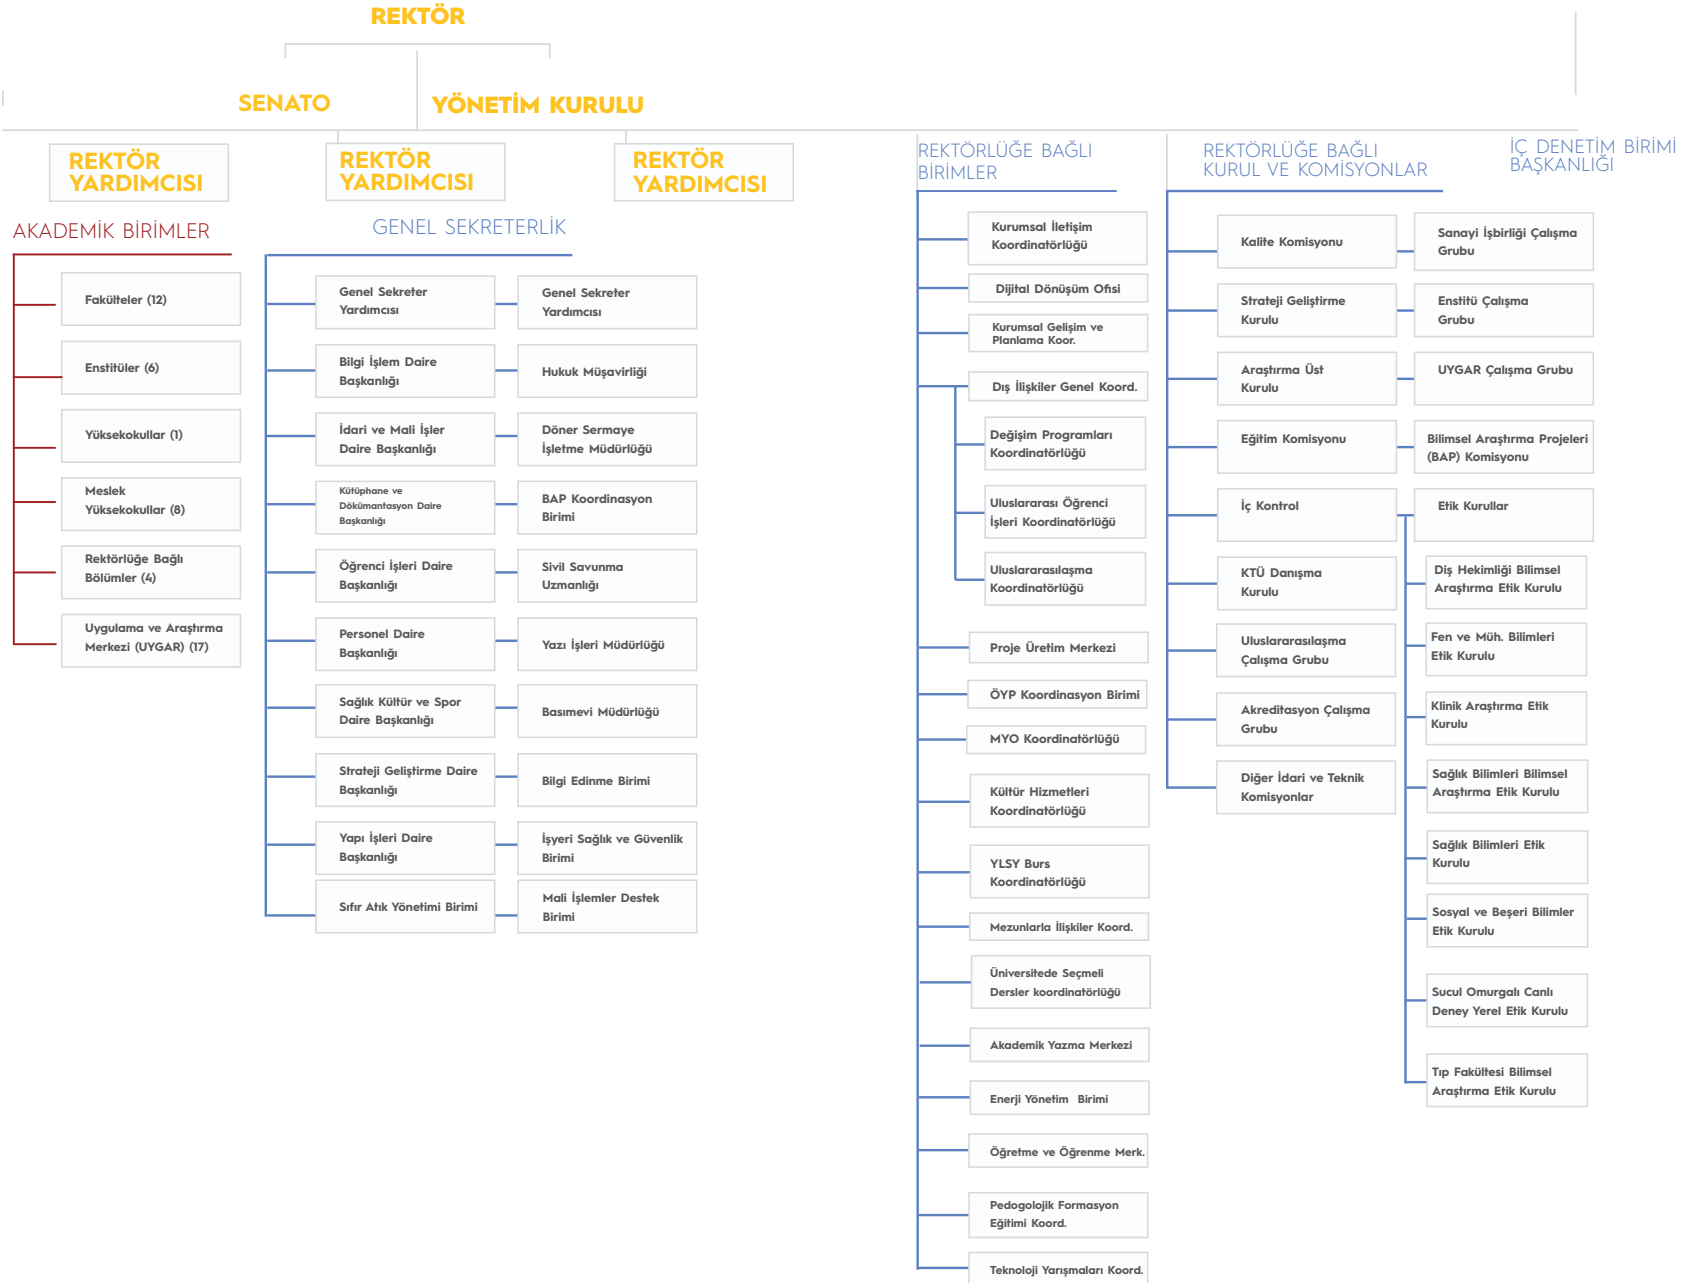 REKTÖR
SENATO
YÖNETİM KURULU
REKTÖR
YARDIMCISI
REKTÖR
YARDIMCISI
REKTÖR
YARDIMCISI
REKTÖRLÜĞE BAĞLI
BİRİMLER
REKTÖRLÜĞE BAĞLI
KURUL VE KOMİSYONLAR
İÇ DENETİM BİRİMİ
BAŞKANLIĞI
AKADEMİK BİRİMLER
Fakülteler (12)
Enstitüler (6)
Yüksekokullar (1)
Meslek
Yüksekokullar (8)
Rektörlüğe Bağlı
Bölümler (4)
Uygulama ve Araştırma
Merkezi (UYGAR) (17)
GENEL SEKRETERLİK
Genel Sekreter
Yardımcısı
Genel Sekreter
Yardımcısı
Bilgi İşlem Daire
Başkanlığı
Hukuk Müşavirliği
İdari ve Mali İşler
Daire Başkanlığı
Döner Sermaye
İşletme Müdürlüğü
Kütüphane ve
Dökümantasyon Daire
Başkanlığı
BAP Koordinasyon
Birimi
Öğrenci İşleri Daire
Başkanlığı
Sivil Savunma
Uzmanlığı
Personel Daire
Başkanlığı
Yazı İşleri Müdürlüğü
Sağlık Kültür ve Spor
Daire Başkanlığı
Basımevi Müdürlüğü
Strateji Geliştirme Daire
Başkanlığı
Bilgi Edinme Birimi
Yapı İşleri Daire
Başkanlığı
İşyeri Sağlık ve Güvenlik
Birimi
Sıfır Atık Yönetimi Birimi
Mali İşlemler Destek
Birimi
Kurumsal İletişim
Koordinatörlüğü
Dijital Dönüşüm Ofisi
Kurumsal Gelişim ve
Planlama Koor.
Dış İlişkiler Genel Koord.
Değişim Programları
Koordinatörlüğü
Uluslararası Öğrenci
İşleri Koordinatörlüğü
Uluslararasılaşma
Koordinatörlüğü
Proje Üretim Merkezi
ÖYP Koordinasyon Birimi
MYO Koordinatörlüğü
Kültür Hizmetleri
Koordinatörlüğü
YLSY Burs
Koordinatörlüğü
Mezunlarla İlişkiler Koord.
Üniversitede Seçmeli
Dersler koordinatörlüğü
Akademik Yazma Merkezi
Enerji Yönetim  Birimi
Öğretme ve Öğrenme Merk.
Pedogolojik Formasyon
Eğitimi Koord.
Teknoloji Yarışmaları Koord.
Kalite Komisyonu
Sanayi İşbirliği Çalışma
Grubu
Strateji Geliştirme
Kurulu
Enstitü Çalışma
Grubu
Araştırma Üst
Kurulu
UYGAR Çalışma Grubu
Eğitim Komisyonu
Bilimsel Araştırma Projeleri
(BAP) Komisyonu
İç Kontrol
Etik Kurullar
KTÜ Danışma
Kurulu
Uluslararasılaşma
Çalışma Grubu
Akreditasyon Çalışma
Grubu
Diğer İdari ve Teknik
Komisyonlar
Diş Hekimliği Bilimsel
Araştırma Etik Kurulu
Fen ve Müh. Bilimleri
Etik Kurulu
Klinik Araştırma Etik
Kurulu
Sağlık Bilimleri Bilimsel
Araştırma Etik Kurulu
Sağlık Bilimleri Etik
Kurulu
Sosyal ve Beşeri Bilimler
Etik Kurulu
Sucul Omurgalı Canlı
Deney Yerel Etik Kurulu
Tıp Fakültesi Bilimsel
Araştırma Etik Kurulu